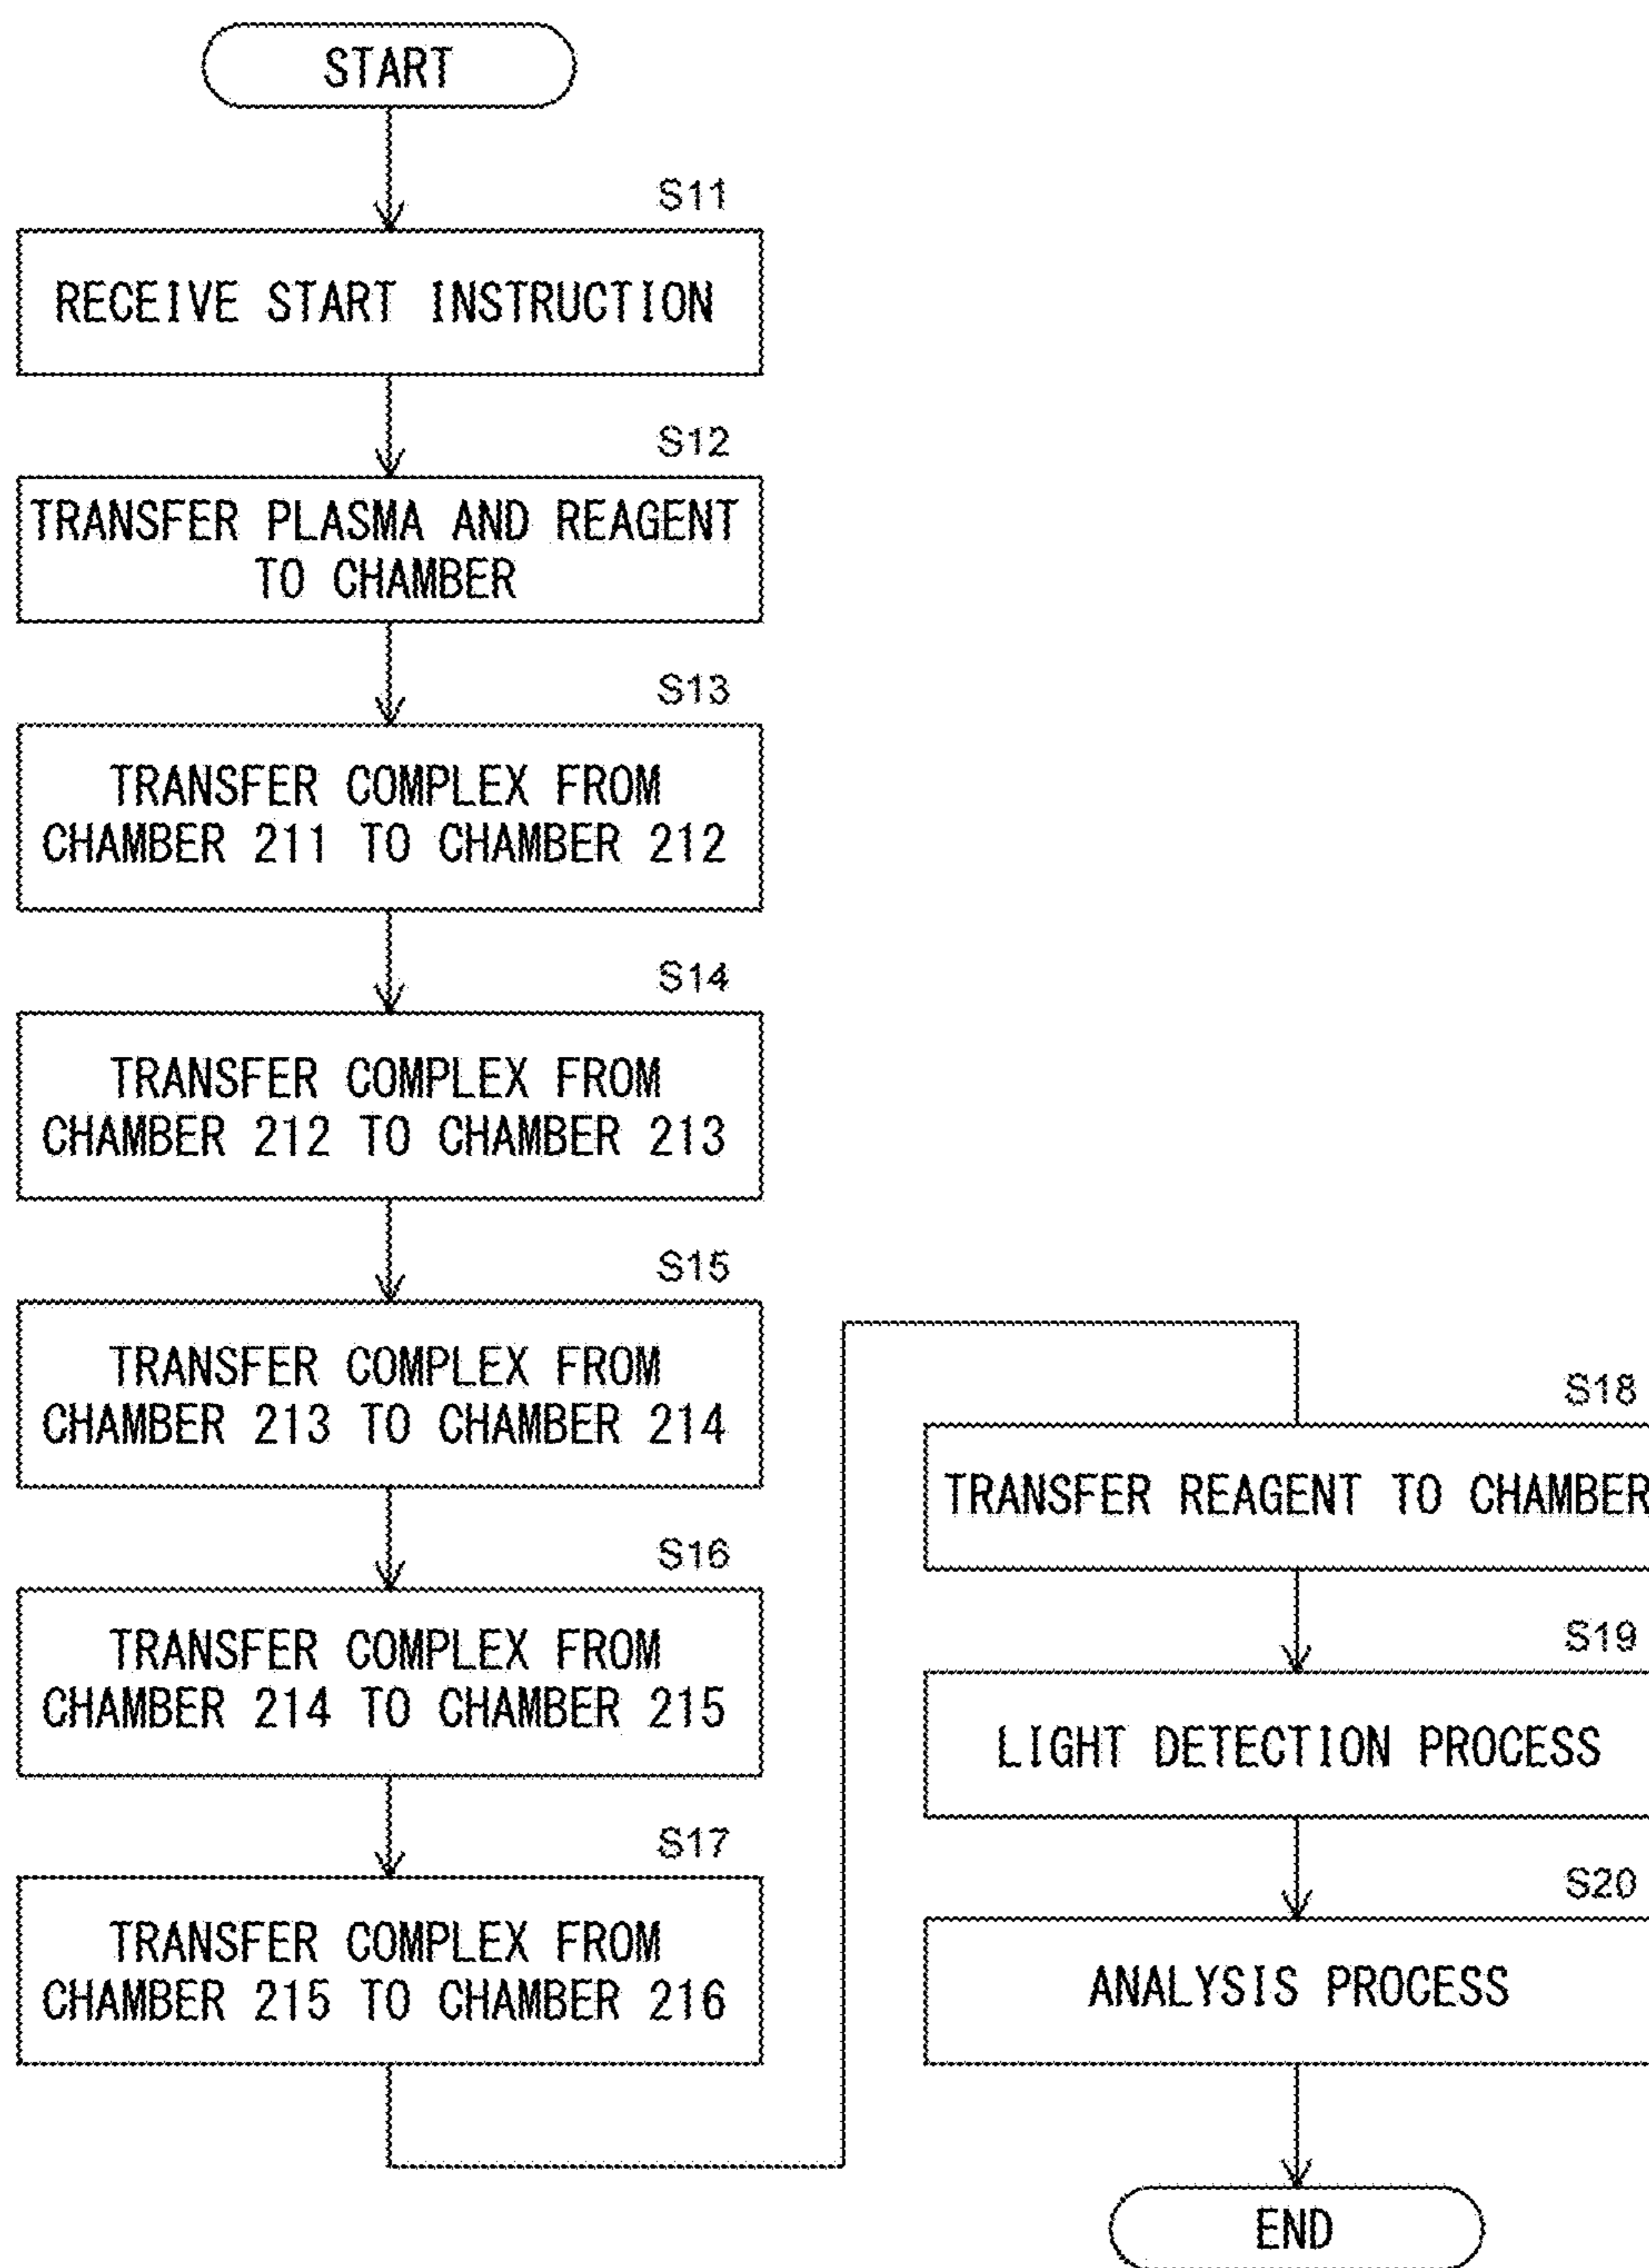 START
S11
RECEIVE START INSTRUCTION
S12
TRANSFER PLASMA AND REAGENT
TO CHAMBER
S13
TRANSFER COMPLEX FROM
CHAMBER 211 TO CHAMBER 212
S14
TRANSFER COMPLEX FROM
CHAMBER 212 TO CHAMBER 213
S15
TRANSFER COMPLEX FROM
CHAMBER 213 TO CHAMBER 214
S16
TRANSFER COMPLEX FROM
CHAMBER 214 TO CHAMBER 215
S17
TRANSFER COMPLEX FROM
CHAMBER 215 TO CHAMBER 216
S18
TRANSFER REAGENT TO CHAMBER
S19
LIGHT DETECTION PROCESS
S20
ANALYSIS PROCESS
END